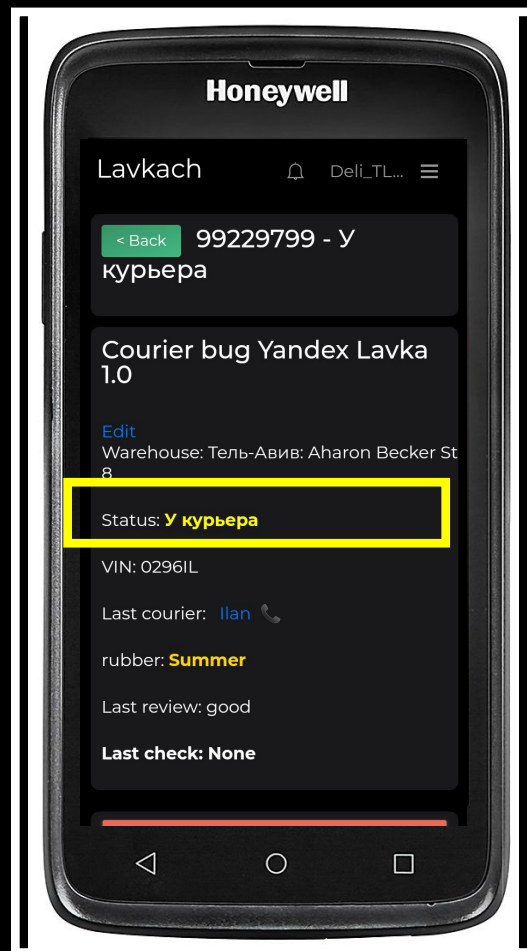 Honeywell
Lavkach Deli_TL...
< Back 99229799 - У
курьера
Courier bug Yandex Lavka
1.0
Edit
Warehouse: Тель-Авив: Aharon Becker St
8
Status: У курьера
VIN: 0296IL
Last courier: Ilan
rubber: Summer
Last review: good
Last check: None